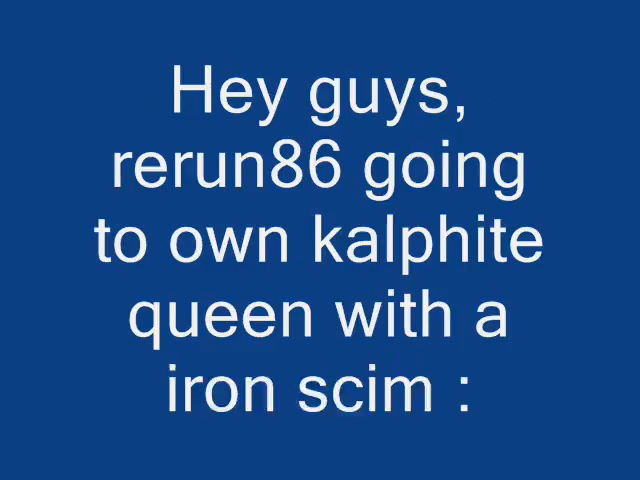 Hey guys,
rerun86 going
to own kalphite
queen with a
iron scim :